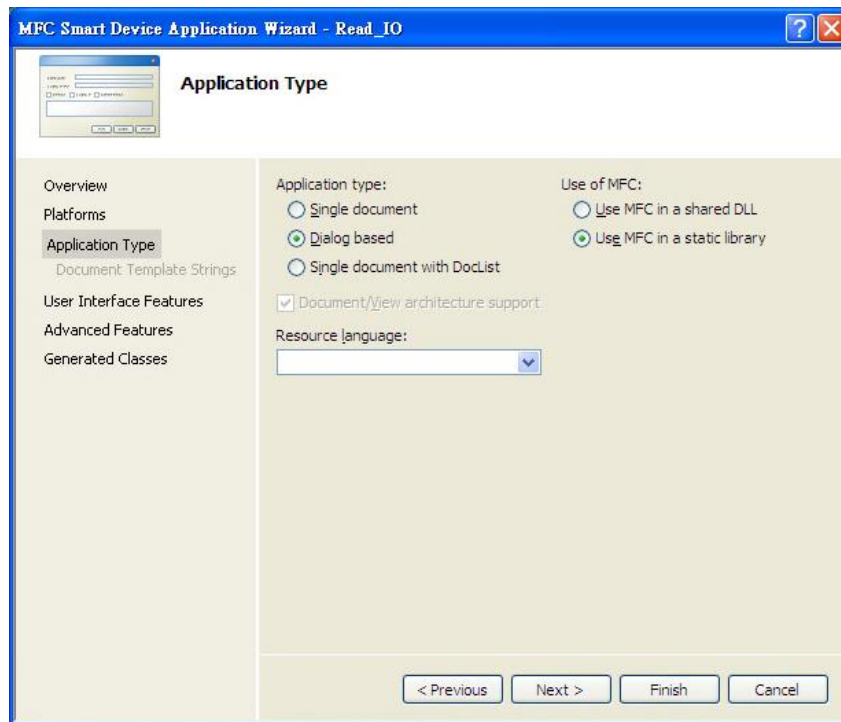 MFC Smart Device Application Wizard - Read_IO
Application Type
Overview
Platforms
Application Type
Document Template Strings
User Interface Features
Advanced Features
Generated Classes
Application type:
Single document
Dialog based
Single document with DocList
Document/View architecture support
Resource language:
Use of MFC:
Use MFC in a shared DLL
Use MFC in a static library
< Previous
Next >
Finish
Cancel